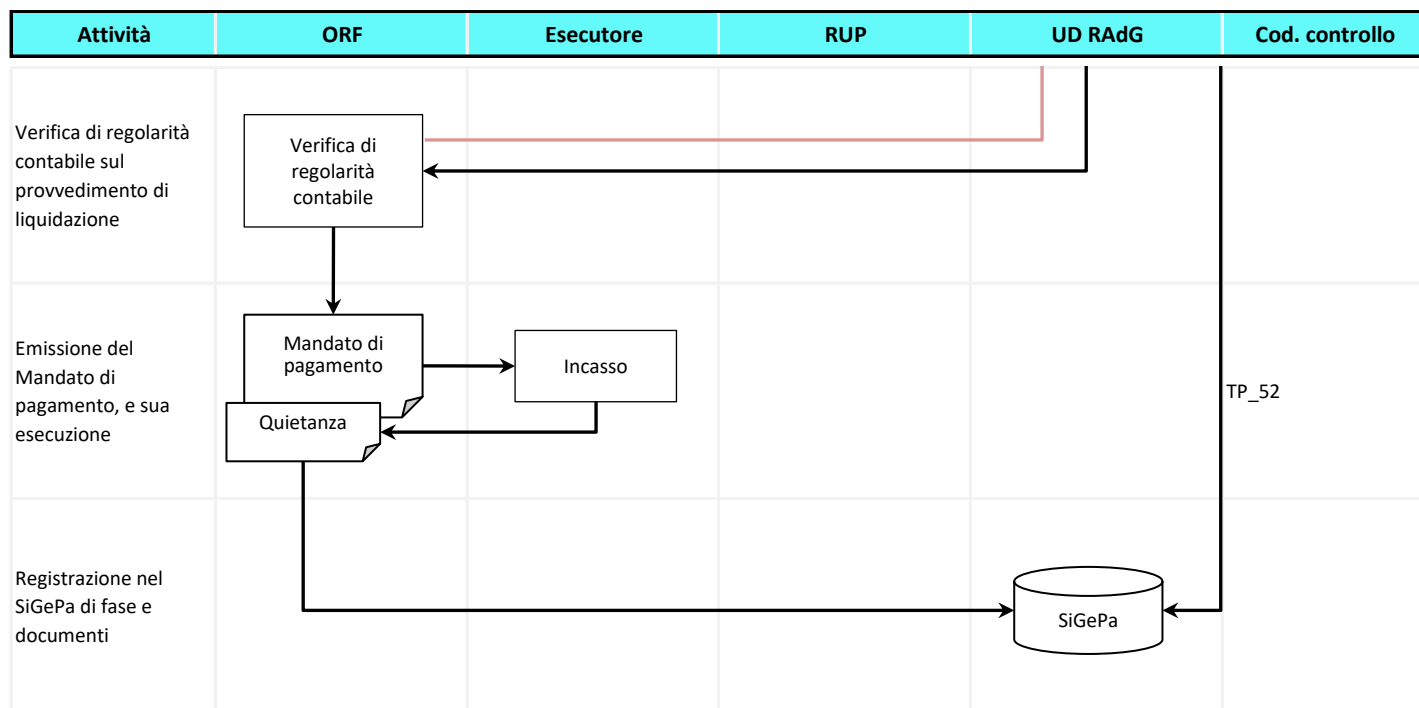 Attività
ORF
Esecutore
RUP
UD RAdG
Cod. controllo
Verifica di regolarità
contabile sul
provvedimento di
liquidazione
Verifica di
regolarità
contabile
Emissione del
Mandato di
pagamento, e sua
esecuzione
Mandato di
pagamento
Quietanza
Incasso
TP_52
Registrazione nel
SiGePa di fase e
documenti
SiGePa